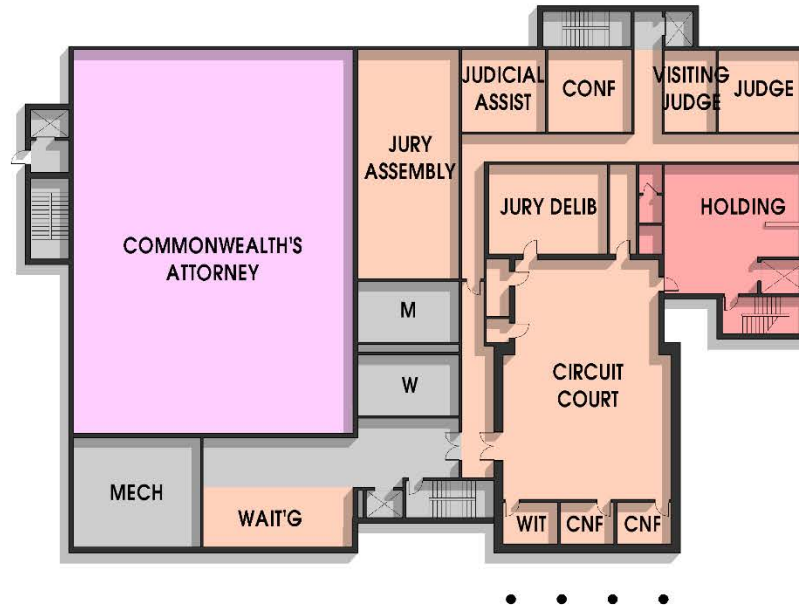 JUDICIAL
ASSIST
CONF
VISITING
JUDGE
JUDGE
JURY
ASSEMBLY
JURY DELIB
HOLDING
COMMONWEALTH'S
ATTORNEY
M
W
CIRCUIT
COURT
MECH
WAIT'G
WIT
CNF
CNF